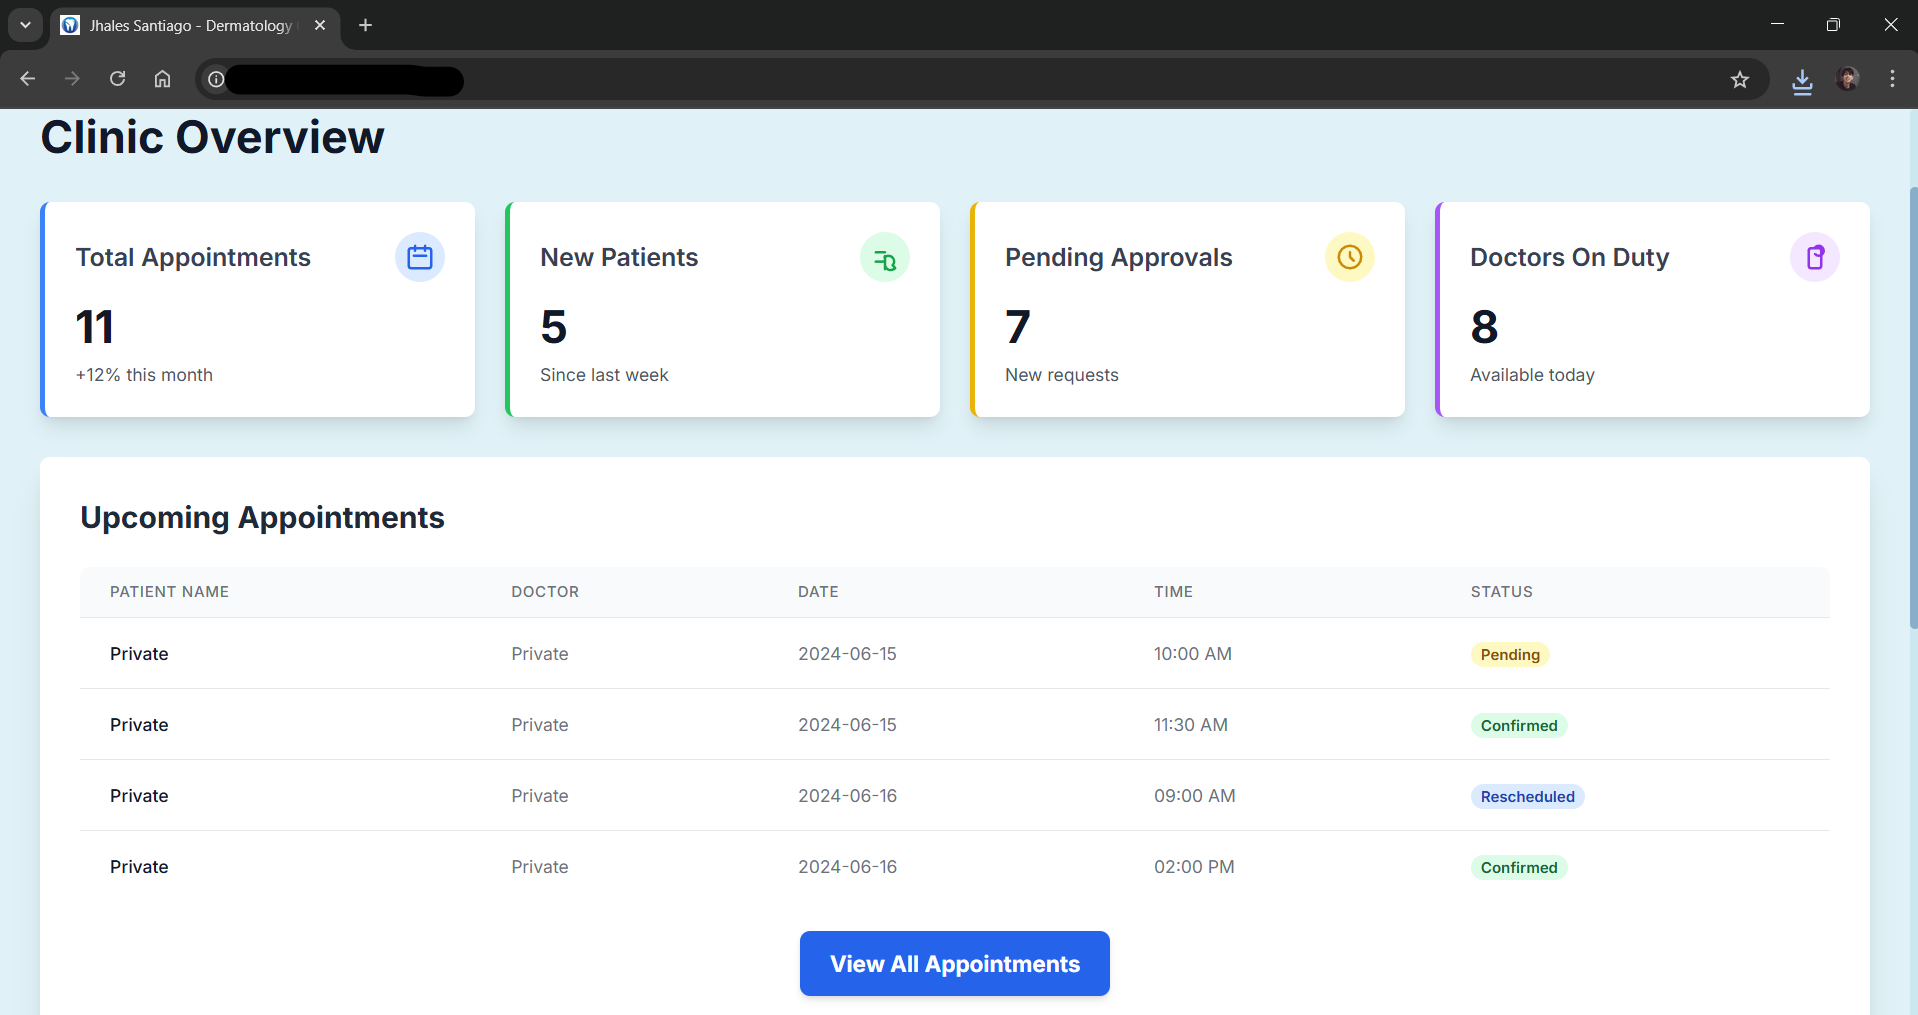 Jhales Santiago - Dermatology
Clinic Overview
Total Appointments
11
+12% this month
New Patients
5
Since last week
Pending Approvals
7
New requests
Doctors On Duty
8
Available today
Upcoming Appointments
PATIENT NAME DOCTOR DATE TIME STATUS
Private Private 2024-06-15 10:00 AM Pending
Private Private 2024-06-15 11:30 AM Confirmed
Private Private 2024-06-16 09:00 AM Rescheduled
Private Private 2024-06-16 02:00 PM Confirmed
View All Appointments